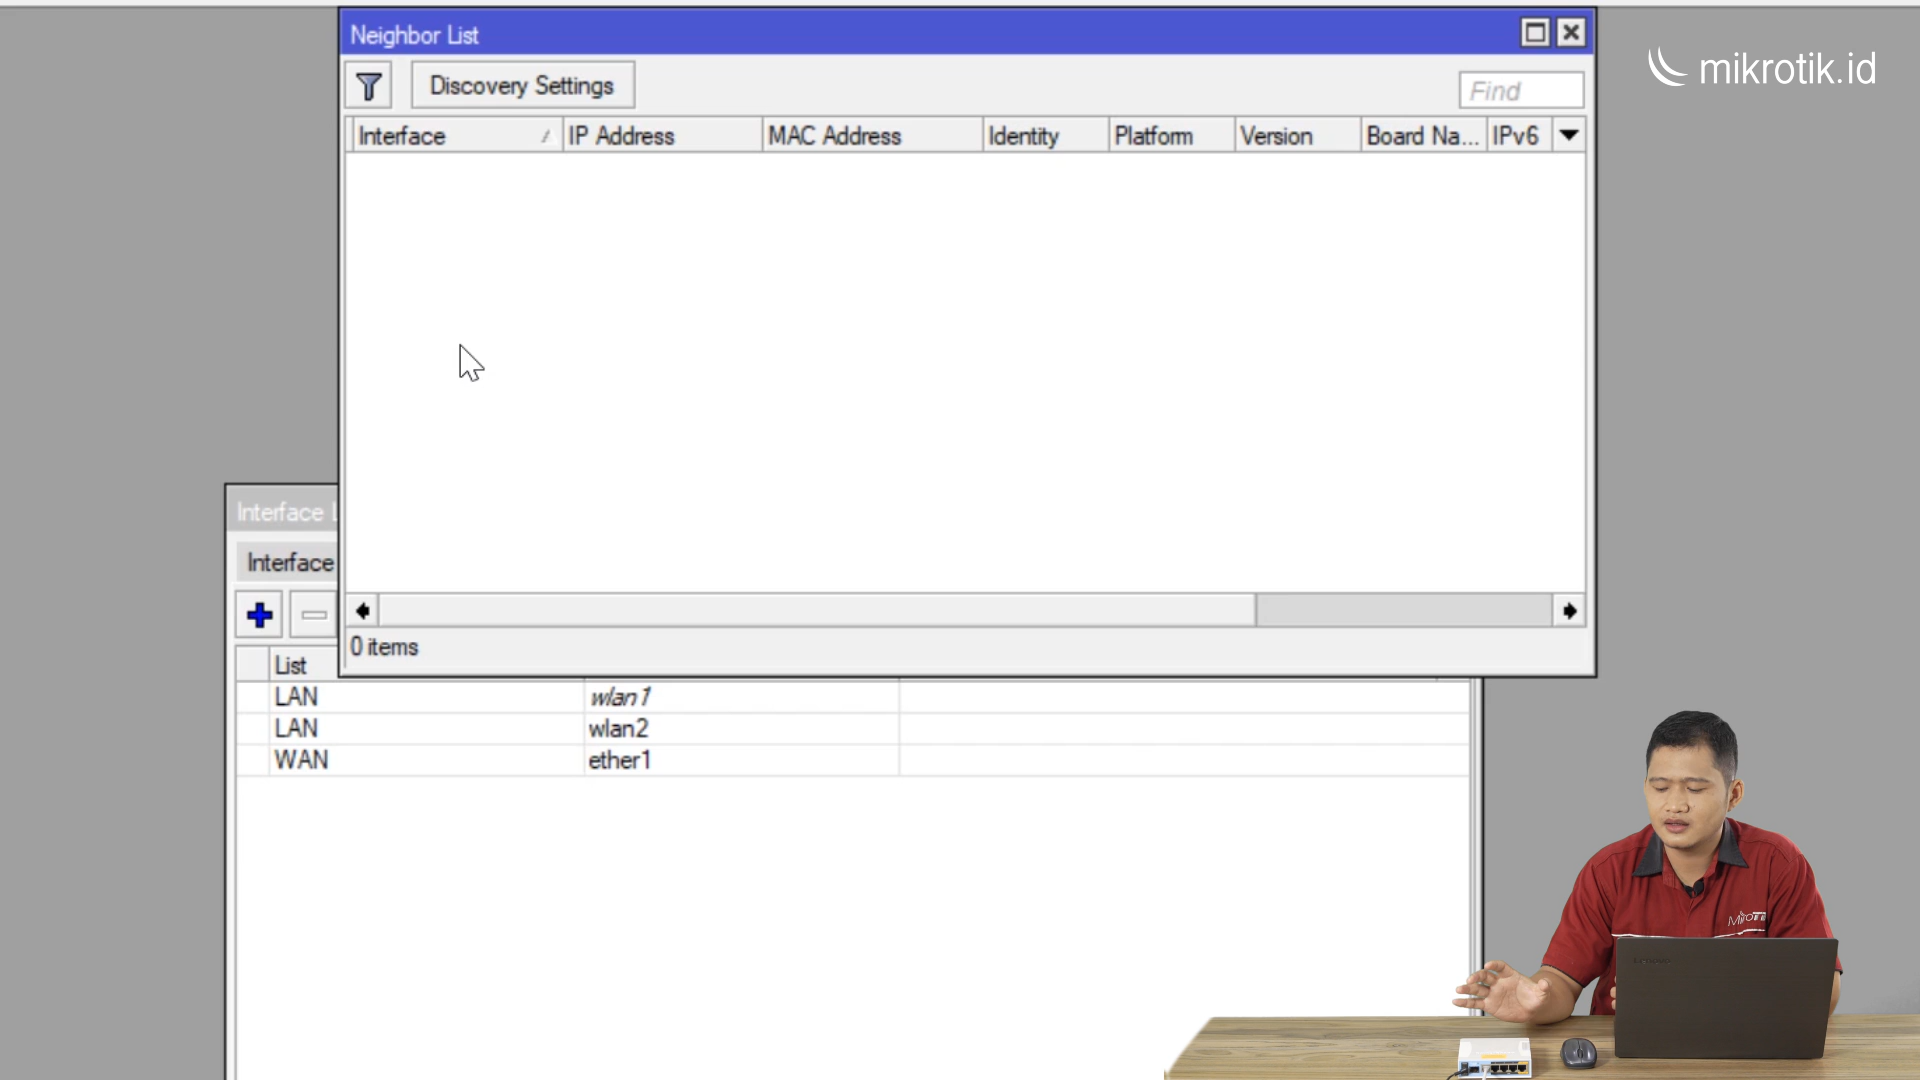 Neighbor List
mikrotik.id
Discovery Settings
Find
Interface IP Address MAC Address Identity Platform Version Board Na... IPv6
0 items
Interface
Interface
List
LAN wlan1
LAN wlan2
WAN ether1
Lenovo